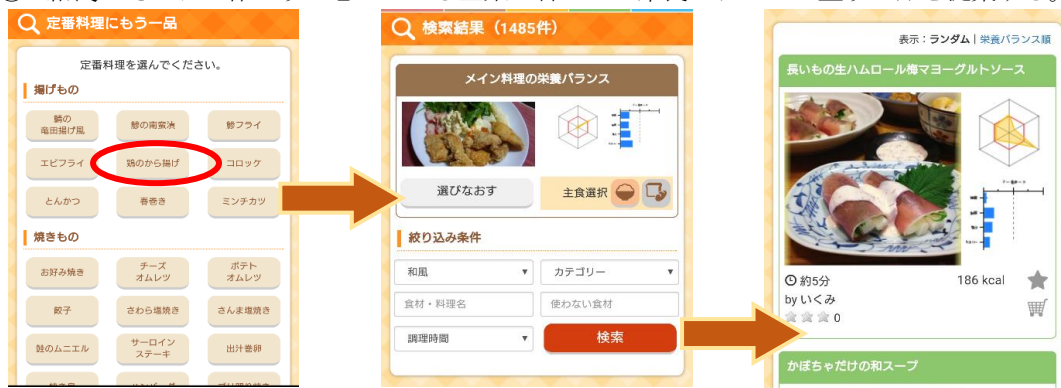 定番料理にもう一品
定番料理を選んでください。
揚げもの
鯖の
竜田揚げ風
鯵の南蛮漬
鯵フライ
エビフライ
鶏のから揚げ
コロッケ
とんかつ
春巻き
ミンチカツ
焼きもの
お好み焼き
チーズ
オムレツ
ポテト
オムレツ
餃子
さわら塩焼き
さんま塩焼き
鮭のムニエル
サーロイン
ステーキ
出汁巻卵
検索結果（1485件）
メイン料理の栄養バランス
選びなおす
主食選択
絞り込み条件
和風
カテゴリー
食材・料理名
使わない食材
調理時間
検索
表示：ランダム | 栄養バランス順
長いもの生ハムロール梅マヨーグルトソース
約5分
186 kcal
by いくみ
0
かぼちゃだけの和スープ